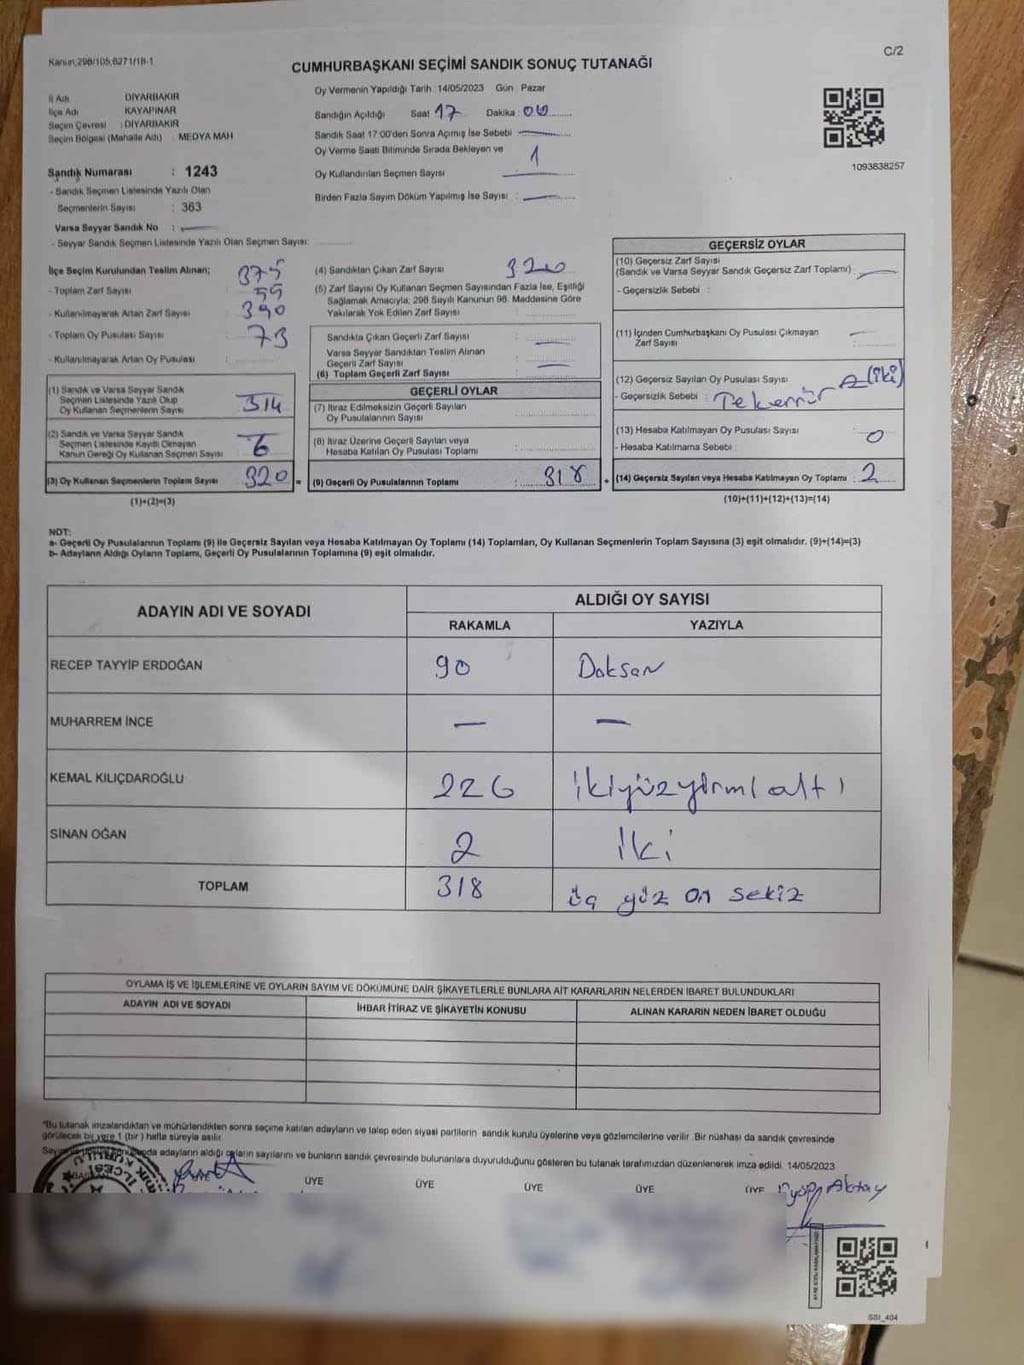 Kanun,298/105,6271/18-1
C/2
CUMHURBAŞKANI SEÇİMİ SANDIK SONUÇ TUTANAĞI
İl Adı DİYARBAKIR
İlçe Adı KAYAPINAR
Seçim Çevresi : DİYARBAKIR
Seçim Bölgesi (Mahalle Adı) : MEDYA MAH
Sandık Numarası : 1243
- Sandık Seçmen Listesinde Yazılı Olan
Seçmenlerin Sayısı : 363
Varsa Seyyar Sandık No :
- Seyyar Sandık Seçmen Listesinde Yazılı Olan Seçmen Sayısı:
Oy Vermenin Yapıldığı Tarih : 14/05/2023 Gün : Pazar
Sandığın Açıldığı Saat 17 Dakika : 00
Sandık Saat 17:00'den Sonra Açımış İse Sebebi :
Oy Verme Saati Bitiminde Sırada Bekleyen ve
Oy Kullandırılan Seçmen Sayısı 1
Birden Fazla Sayım Döküm Yapılmış İse Sayısı :
1093838257
İlçe Seçim Kurulundan Teslim Alınan;
- Toplam Zarf Sayısı 375
- Kullanılmayarak Artan Zarf Sayısı 55
- Toplam Oy Pusulası Sayısı 390
- Kullanılmayarak Artan Oy Pusulası 73
(1) Sandık ve Varsa Seyyar Sandık
Seçmen Listesinde Yazılı Olup
Oy Kullanan Seçmenlerin Sayısı 314
(2) Sandık ve Varsa Seyyar Sandık
Seçmen Listesinde Kayıtlı Olmayan
Kanun Gereği Oy Kullanan Seçmen Sayısı 6
(3) Oy Kullanan Seçmenlerin Toplam Sayısı 320 =
(1)+(2)=(3)
(4) Sandıktan Çıkan Zarf Sayısı 320
(5) Zarf Sayısı Oy Kullanan Seçmen Sayısından Fazla İse, Eşitliği
Sağlamak Amacıyla, 298 Sayılı Kanunun 98. Maddesine Göre
Yakılarak Yok Edilen Zarf Sayısı :
Sandıkta Çıkan Geçerli Zarf Sayısı :
Varsa Seyyar Sandıktan Teslim Alınan
Geçerli Zarf Sayısı :
(6) Toplam Geçerli Zarf Sayısı :
GEÇERLİ OYLAR
(7) İtiraz Edilmeksizin Geçerli Sayılan
Oy Pusulalarının Sayısı :
(8) İtiraz Üzerine Geçerli Sayılan veya
Hesaba Katılan Oy Pusulası Toplamı :
(9) Geçerli Oy Pusulalarının Toplamı : 318 +
GEÇERSİZ OYLAR
(10) Geçersiz Zarf Sayısı
(Sandık ve Varsa Seyyar Sandık Geçersiz Zarf Toplamı)
- Geçersizlik Sebebi :
(11) İçinden Cumhurbaşkanı Oy Pusulası Çıkmayan
Zarf Sayısı :
(12) Geçersiz Sayılan Oy Pusulası Sayısı 2 (iki)
- Geçersizlik Sebebi : Tekerrür
(13) Hesaba Katılmayan Oy Pusulası Sayısı 0
- Hesaba Katılmama Sebebi :
(14) Geçersiz Sayılan veya Hesaba Katılmayan Oy Toplamı : 2
(10)+(11)+(12)+(13)=(14)
NOT:
a- Geçerli Oy Pusulalarının Toplamı (9) ile Geçersiz Sayılan veya Hesaba Katılmayan Oy Toplamı (14) Toplamları, Oy Kullanan Seçmenlerin Toplam Sayısına (3) eşit olmalıdır. (9)+(14)=(3)
b- Adayların Aldığı Oyların Toplamı, Geçerli Oy Pusulalarının Toplamına (9) eşit olmalıdır.
ADAYIN ADI VE SOYADI
ALDIĞI OY SAYISI
RAKAMLA YAZIYLA
RECEP TAYYİP ERDOĞAN 90 Doksan
MUHARREM İNCE — —
KEMAL KILIÇDAROĞLU 226 ikiyüzyirmialtı
SİNAN OĞAN 2 iki
TOPLAM 318 üç yüz on sekiz
OYLAMA İŞ VE İŞLEMLERİNE VE OYLARIN SAYIM VE DÖKÜMÜNE DAİR ŞİKAYETLERLE BUNLARA AİT KARARLARIN NELERDEN İBARET BULUNDUKLARI
ADAYIN ADI VE SOYADI İHBAR İTİRAZ VE ŞİKAYETİN KONUSU ALINAN KARARIN NEDEN İBARET OLDUĞU
*Bu tutanak imzalandıktan ve mühürlendikten sonra seçime katılan adayların ve talep eden siyasi partilerin sandık kurulu üyelerine veya gözlemcilerine verilir. Bir nüshası da sandık çevresinde
görülecek bir yere 1 (bir) hafta süreyle asılır.
adayların aldığı oyların sayılarını ve bunların sandık çevresinde bulunanlara duyurulduğunu gösteren bu tutanak tarafımızdan düzenlenerek imza edildi. 14/05/2023
ÜYE ÜYE ÜYE ÜYE ÜYE ÜYE
Eyüp Aktay
SSİ_404